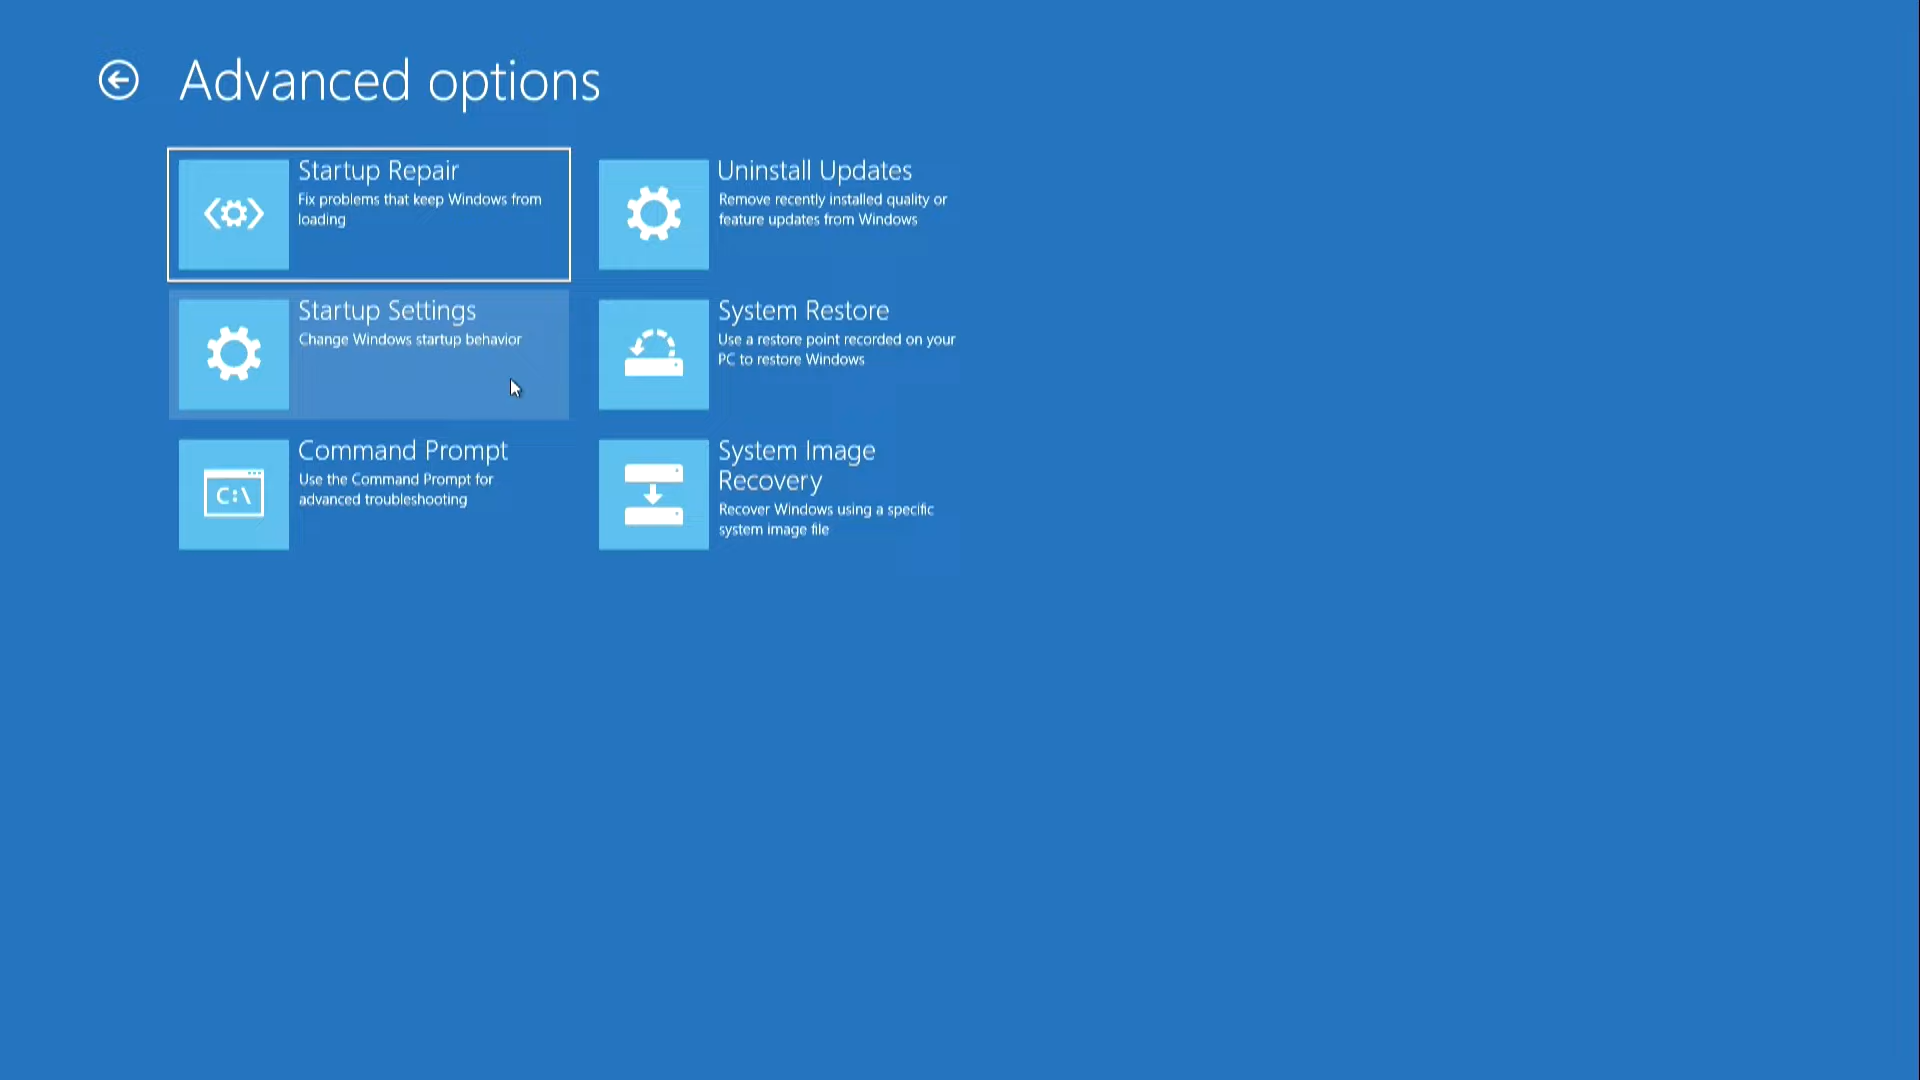 Advanced options
Startup Repair
Fix problems that keep Windows from
loading
Uninstall Updates
Remove recently installed quality or
feature updates from Windows
Startup Settings
Change Windows startup behavior
System Restore
Use a restore point recorded on your
PC to restore Windows
Command Prompt
Use the Command Prompt for
advanced troubleshooting
C:\
System Image
Recovery
Recover Windows using a specific
system image file